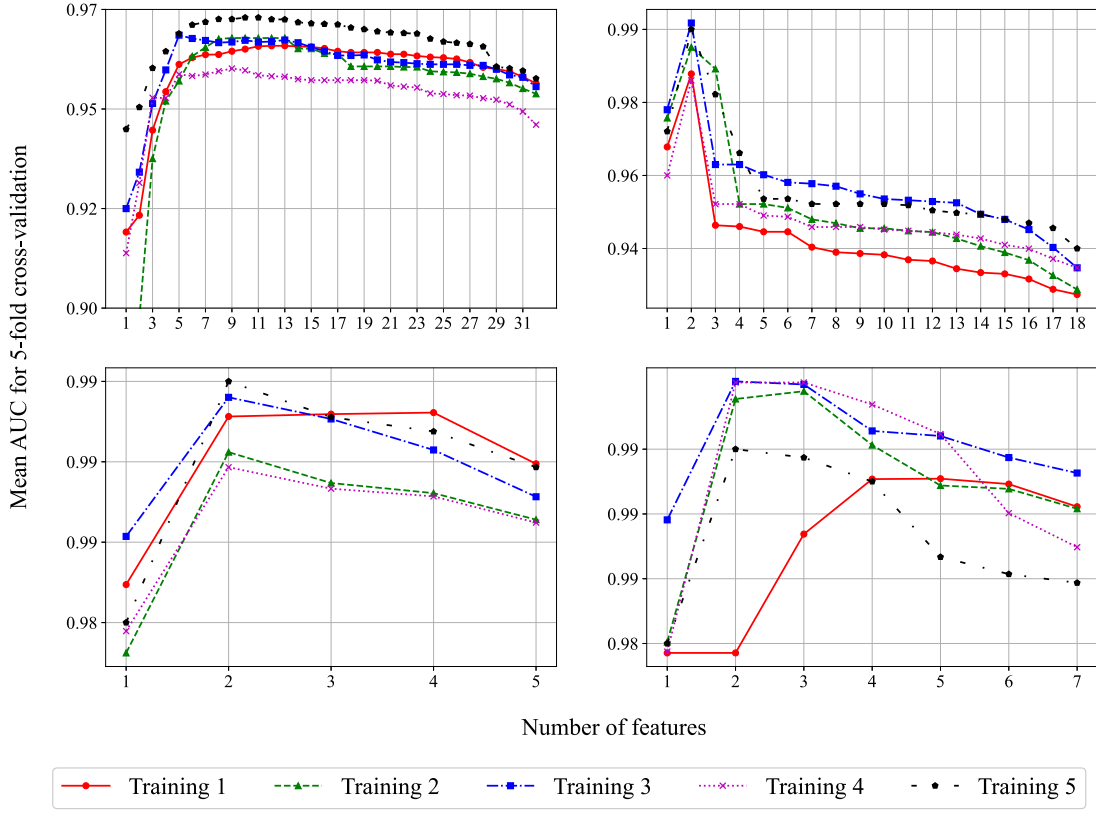 Mean AUC for 5-fold cross-validation
0.97
0.95
0.92
0.90
1 3 5 7 9 11 13 15 17 19 21 23 25 27 29 31
0.99
0.98
0.96
0.94
1 2 3 4 5 6 7 8 9 10 11 12 13 14 15 16 17 18
0.99
0.99
0.99
0.98
1 2 3 4 5
0.99
0.99
0.99
0.98
1 2 3 4 5 6 7
Number of features
Training 1 Training 2 Training 3 Training 4 Training 5